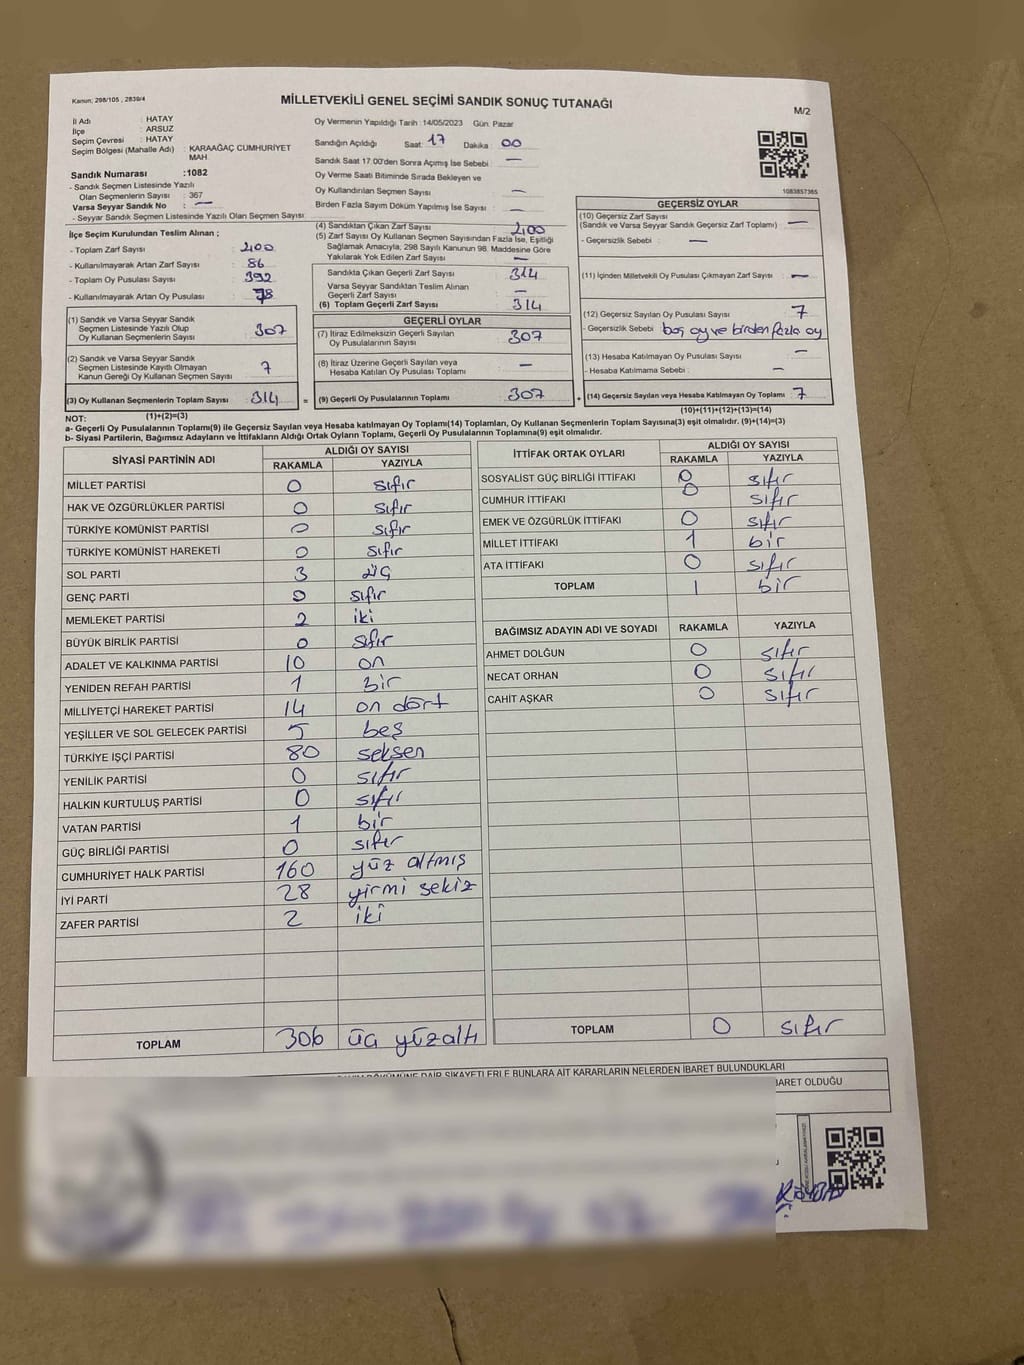 Kanun; 298/105 , 2839/4
MİLLETVEKİLİ GENEL SEÇİMİ SANDIK SONUÇ TUTANAĞI
M/2
İl Adı : HATAY
İlçe : ARSUZ
Seçim Çevresi : HATAY
Seçim Bölgesi (Mahalle Adı) : KARAAĞAÇ CUMHURİYET
MAH.
Sandık Numarası :1082
- Sandık Seçmen Listesinde Yazılı
Olan Seçmenlerin Sayısı : 367
Varsa Seyyar Sandık No : —
- Seyyar Sandık Seçmen Listesinde Yazılı Olan Seçmen Sayısı:
Oy Vermenin Yapıldığı Tarih :14/05/2023 Gün: Pazar
Sandığın Açıldığı Saat: 17 Dakika : 00
Sandık Saat 17:00'den Sonra Açımış İse Sebebi : —
Oy Verme Saati Bitiminde Sırada Bekleyen ve
Oy Kullandırılan Seçmen Sayısı : —
Birden Fazla Sayım Döküm Yapılmış İse Sayısı : —
1083857365
İlçe Seçim Kurulundan Teslim Alınan ;
- Toplam Zarf Sayısı : 400
- Kullanılmayarak Artan Zarf Sayısı : 86
- Toplam Oy Pusulası Sayısı : 392
- Kullanılmayarak Artan Oy Pusulası : 78
(4) Sandıktan Çıkan Zarf Sayısı : 400
(5) Zarf Sayısı Oy Kullanan Seçmen Sayısından Fazla İse, Eşitliği
Sağlamak Amacıyla; 298 Sayılı Kanunun 98. Maddesine Göre
Yakılarak Yok Edilen Zarf Sayısı : —
Sandıkta Çıkan Geçerli Zarf Sayısı : 314
Varsa Seyyar Sandıktan Teslim Alınan
Geçerli Zarf Sayısı : —
(6) Toplam Geçerli Zarf Sayısı : 314
GEÇERSİZ OYLAR
(10) Geçersiz Zarf Sayısı
(Sandık ve Varsa Seyyar Sandık Geçersiz Zarf Toplamı) : —
- Geçersizlik Sebebi : —
(11) İçinden Milletvekili Oy Pusulası Çıkmayan Zarf Sayısı : —
(12) Geçersiz Sayılan Oy Pusulası Sayısı : 7
- Geçersizlik Sebebi : boş oy ve birden fazla oy
(13) Hesaba Katılmayan Oy Pusulası Sayısı : —
- Hesaba Katılmama Sebebi : —
(1) Sandık ve Varsa Seyyar Sandık
Seçmen Listesinde Yazılı Olup
Oy Kullanan Seçmenlerin Sayısı : 307
(2) Sandık ve Varsa Seyyar Sandık
Seçmen Listesinde Kayıtlı Olmayan
Kanun Gereği Oy Kullanan Seçmen Sayısı : 7
GEÇERLİ OYLAR
(7) İtiraz Edilmeksizin Geçerli Sayılan
Oy Pusulalarının Sayısı : 307
(8) İtiraz Üzerine Geçerli Sayılan veya
Hesaba Katılan Oy Pusulası Toplamı : —
(3) Oy Kullanan Seçmenlerin Toplam Sayısı : 314 = (9) Geçerli Oy Pusulalarının Toplamı : 307 + (14) Geçersiz Sayılan veya Hesaba Katılmayan Oy Toplamı : 7
(1)+(2)=(3)
(10)+(11)+(12)+(13)=(14)
NOT:
a- Geçerli Oy Pusulalarının Toplamı(9) ile Geçersiz Sayılan veya Hesaba katılmayan Oy Toplamı(14) Toplamları, Oy Kullanan Seçmenlerin Toplam Sayısına(3) eşit olmalıdır. (9)+(14)=(3)
b- Siyasi Partilerin, Bağımsız Adayların ve İttifakların Aldığı Ortak Oyların Toplamı, Geçerli Oy Pusulalarının Toplamına(9) eşit olmalıdır.
SİYASİ PARTİNİN ADI ALDIĞI OY SAYISI
RAKAMLA YAZIYLA
MİLLET PARTİSİ 0 sıfır
HAK VE ÖZGÜRLÜKLER PARTİSİ 0 sıfır
TÜRKİYE KOMÜNİST PARTİSİ 0 sıfır
TÜRKİYE KOMÜNİST HAREKETİ 0 sıfır
SOL PARTİ 3 üç
GENÇ PARTİ 0 sıfır
MEMLEKET PARTİSİ 2 iki
BÜYÜK BİRLİK PARTİSİ 0 sıfır
ADALET VE KALKINMA PARTİSİ 10 on
YENİDEN REFAH PARTİSİ 1 bir
MİLLİYETÇİ HAREKET PARTİSİ 14 on dört
YEŞİLLER VE SOL GELECEK PARTİSİ 5 beş
TÜRKİYE İŞÇİ PARTİSİ 80 seksen
YENİLİK PARTİSİ 0 sıfır
HALKIN KURTULUŞ PARTİSİ 0 sıfır
VATAN PARTİSİ 1 bir
GÜÇ BİRLİĞİ PARTİSİ 0 sıfır
CUMHURİYET HALK PARTİSİ 160 yüz altmış
İYİ PARTİ 28 yirmi sekiz
ZAFER PARTİSİ 2 iki
TOPLAM 306 üç yüzaltı
İTTİFAK ORTAK OYLARI ALDIĞI OY SAYISI
RAKAMLA YAZIYLA
SOSYALİST GÜÇ BİRLİĞİ İTTİFAKI 0 sıfır
CUMHUR İTTİFAKI 0 sıfır
EMEK VE ÖZGÜRLÜK İTTİFAKI 0 sıfır
MİLLET İTTİFAKI 1 bir
ATA İTTİFAKI 0 sıfır
TOPLAM 1 bir
BAĞIMSIZ ADAYIN ADI VE SOYADI RAKAMLA YAZIYLA
AHMET DOLĞUN 0 sıfır
NECAT ORHAN 0 sıfır
CAHİT AŞKAR 0 sıfır
TOPLAM 0 sıfır
DÖKÜMÜNE DAİR ŞİKAYETLERLE BUNLARA AİT KARARLARIN NELERDEN İBARET BULUNDUKLARI
İBARET OLDUĞU